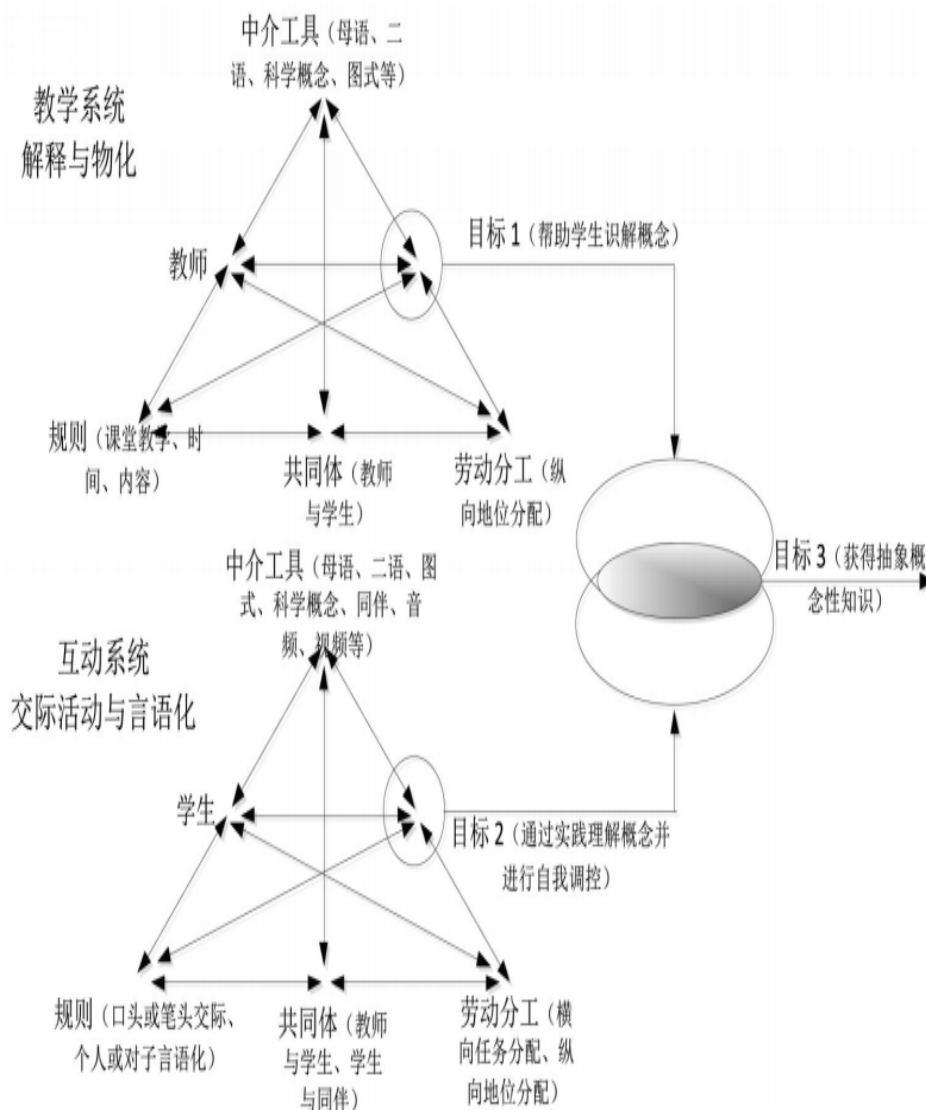 中介工具（母语、二
语、科学概念、图式等）
教学系统
解释与物化
目标 1（帮助学生识解概念）
教师
规则（课堂教学、时
间、内容）
共同体（教师
与学生）
劳动分工（纵
向地位分配）
目标 3（获得抽象概
念性知识）
中介工具（母语、二语、图
式、科学概念、同伴、音
频、视频等）
互动系统
交际活动与言语化
学生
目标 2（通过实践理解概念并
进行自我调控）
规则（口头或笔头交际、
个人或对子言语化）
共同体（教师
与学生、学生
与同伴）
劳动分工（横
向任务分配、纵
向地位分配）